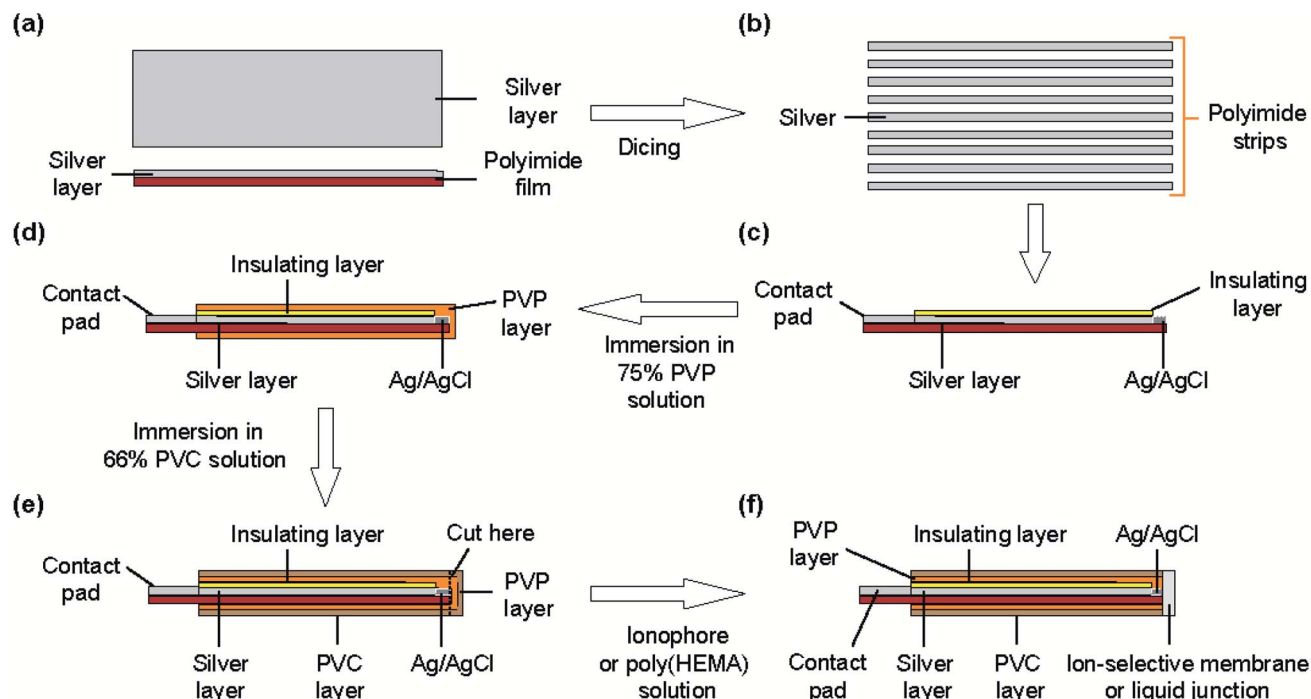 (a)
Silver
layer
Silver
layer
Polyimide
film
Dicing
(b)
Silver
Polyimide
strips
(c)
Contact
pad
Insulating
layer
Silver layer
Ag/AgCl
Immersion in
75% PVP
solution
(d)
Insulating layer
Contact
pad
PVP
layer
Silver layer
Ag/AgCl
Immersion in
66% PVC solution
(e)
Insulating layer
Cut here
Contact
pad
PVP
layer
Silver
layer
PVC
layer
Ag/AgCl
Ionophore
or poly(HEMA)
solution
(f)
PVP
layer
Insulating layer
Ag/AgCl
Contact
pad
Silver
layer
PVC
layer
Ion-selective membrane
or liquid junction